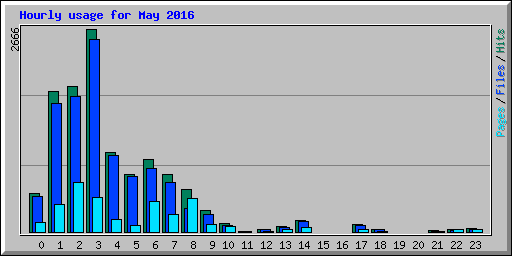 Hourly usage for May 2016
2666
Pages/Files/Hits
0 1 2 3 4 5 6 7 8 9 10 11 12 13 14 15 16 17 18 19 20 21 22 23